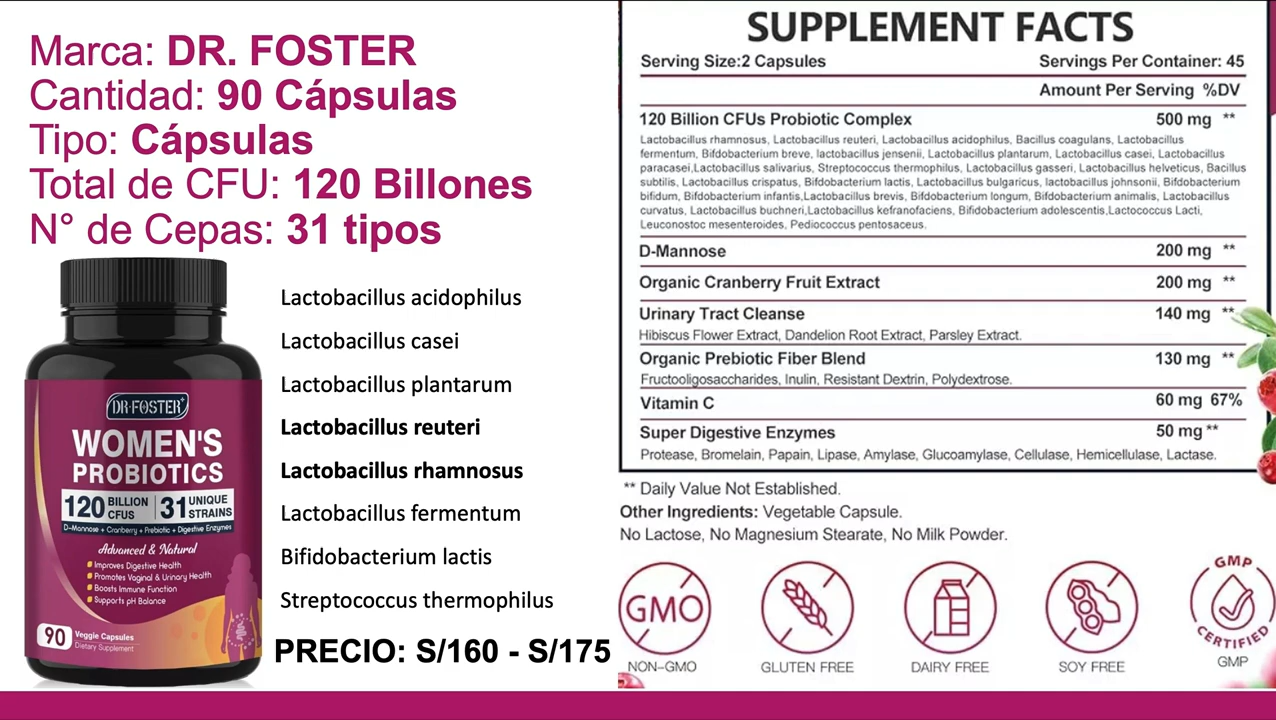 Marca: DR. FOSTER
Cantidad: 90 Cápsulas
Tipo: Cápsulas
Total de CFU: 120 Billones
N° de Cepas: 31 tipos
Lactobacillus acidophilus
Lactobacillus casei
Lactobacillus plantarum
Lactobacillus reuteri
Lactobacillus rhamnosus
Lactobacillus fermentum
Bifidobacterium lactis
Streptococcus thermophilus
PRECIO: S/160 - S/175
DR·FOSTER+
WOMEN'S
PROBIOTICS
120 BILLION CFUS | 31 UNIQUE STRAINS
D-Mannose + Cranberry + Prebiotic + Digestive Enzymes
Advanced & Natural
Improves Digestive Health
Promotes Vaginal & Urinary Health
Boosts Immune Function
Supports pH Balance
90 Veggie Capsules
Dietary Supplement
SUPPLEMENT FACTS
Serving Size:2 Capsules Servings Per Container: 45
Amount Per Serving %DV
120 Billion CFUs Probiotic Complex 500 mg **
Lactobacillus rhamnosus, Lactobacillus reuteri, Lactobacillus acidophilus, Bacillus coagulans, Lactobacillus
fermentum, Bifdobacterium breve, lactobacillus jensenii, Lactobacillus plantarum, Lactobacillus casei, Lactobacillus
paracasei,Lactobacillus salivarius, Streptococcus thermophilus, Lactobacillus gasseri, Lactobacillus helveticus, Bacillus
subtilis, Lactobacillus crispatus, Bifdobacterium lactis, Lactobacillus bulgaricus, lactobacillus johnsonii, Bifdobacterium
bifidum, Bifdobacterium infantis,Lactobacillus brevis, Bifdobacterium longum, Bifdobacterium animalis, Lactobacillus
curvatus, Lactobacillus buchneri,Lactobacillus kefranofaciens, Bifidobacterium adolescentis,Lactococcus Lacti,
Leuconostoc mesenteroides, Pediococcus pentosaceus.
D-Mannose 200 mg **
Organic Cranberry Fruit Extract 200 mg **
Urinary Tract Cleanse 140 mg **
Hibiscus Flower Extract, Dandelion Root Extract, Parsley Extract.
Organic Prebiotic Fiber Blend 130 mg **
Fructooligosaccharides, Inulin, Resistant Dextrin, Polydextrose.
Vitamin C 60 mg 67%
Super Digestive Enzymes 50 mg **
Protease, Bromelain, Papain, Lipase, Amylase, Glucoamylase, Cellulase, Hemicellulase, Lactase.
** Daily Value Not Established.
Other Ingredients: Vegetable Capsule.
No Lactose, No Magnesium Stearate, No Milk Powder.
GMO
NON-GMO
GLUTEN FREE
DAIRY FREE
SOY FREE
GMP
CERTIFIED
GMP